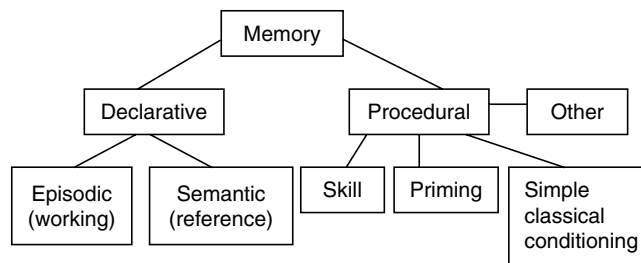 Memory
Declarative
Procedural
Other
Episodic
(working)
Semantic
(reference)
Skill
Priming
Simple
classical
conditioning